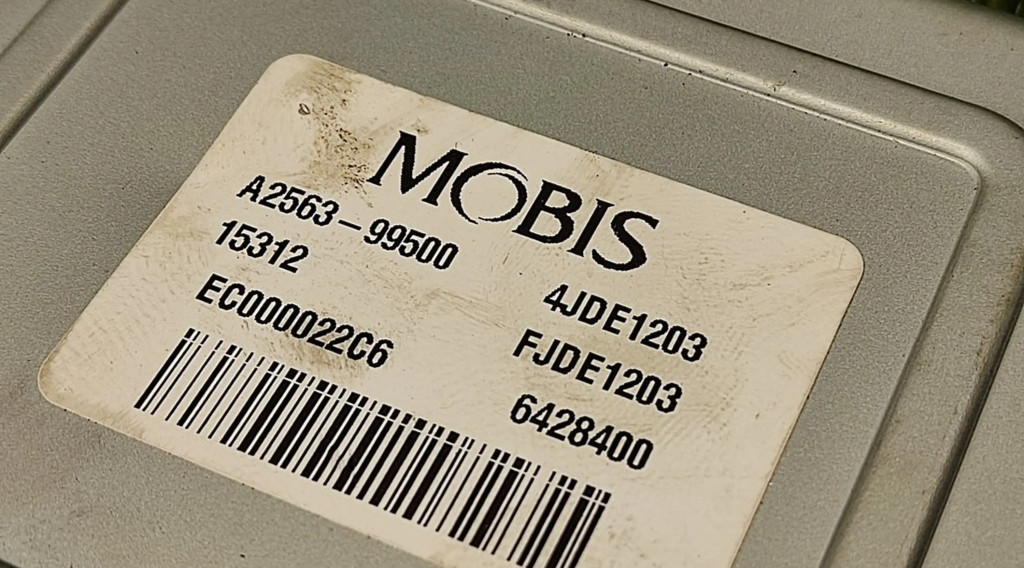 MOBIS
A2563-99500
15312
4JDE1203
EC000022C6
FJDE1203
6428400